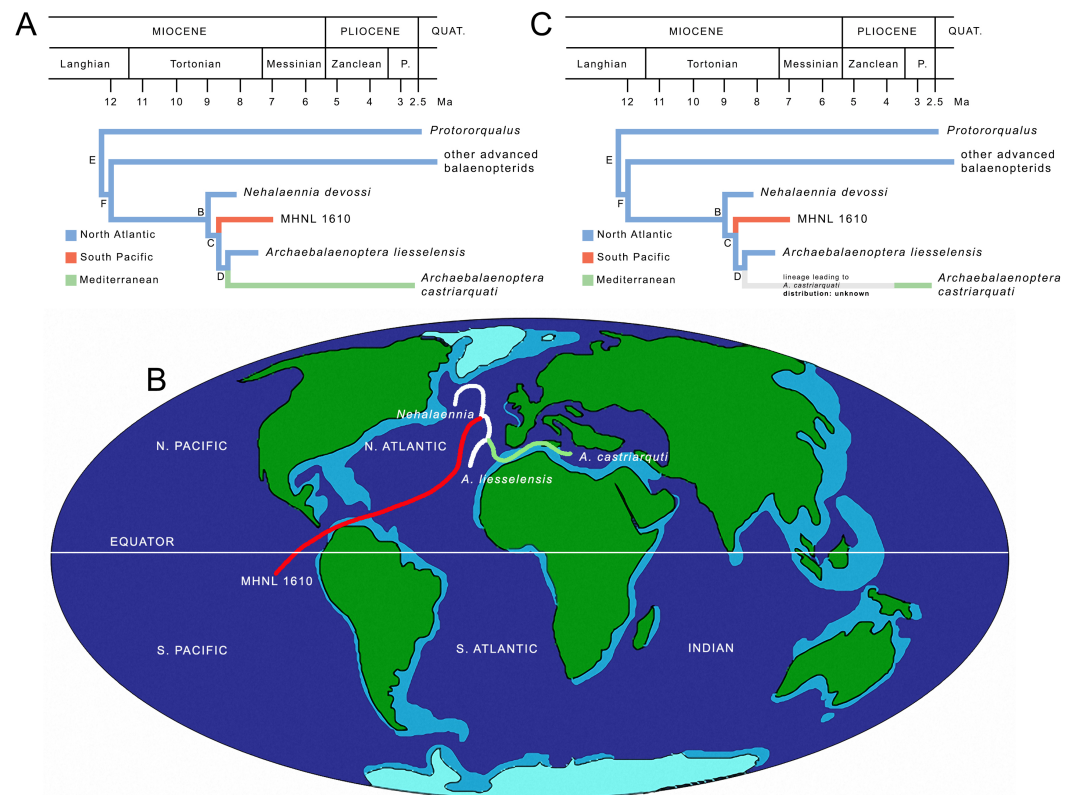 A
MIOCENE PLIOCENE QUAT.
Langhian Tortonian Messinian Zanclean P.
12 11 10 9 8 7 6 5 4 3 2.5 Ma
Protororqualus
other advanced
balaenopterids
E
F
Nehalaennia devossi
B
MHNL 1610
C
Archaebalaenoptera liesselensis
D
Archaebalaenoptera
castriarquati
North Atlantic
South Pacific
Mediterranean
C
MIOCENE PLIOCENE QUAT.
Langhian Tortonian Messinian Zanclean P.
12 11 10 9 8 7 6 5 4 3 2.5 Ma
Protororqualus
other advanced
balaenopterids
E
F
Nehalaennia devossi
B
MHNL 1610
C
Archaebalaenoptera liesselensis
D
lineage leading to
A. castriarquati
distribution: unknown
Archaebalaenoptera
castriarquati
North Atlantic
South Pacific
Mediterranean
B
Nehalaennia
N. PACIFIC
N. ATLANTIC
A. castriarquti
A. liesselensis
EQUATOR
MHNL 1610
S. PACIFIC
S. ATLANTIC
INDIAN